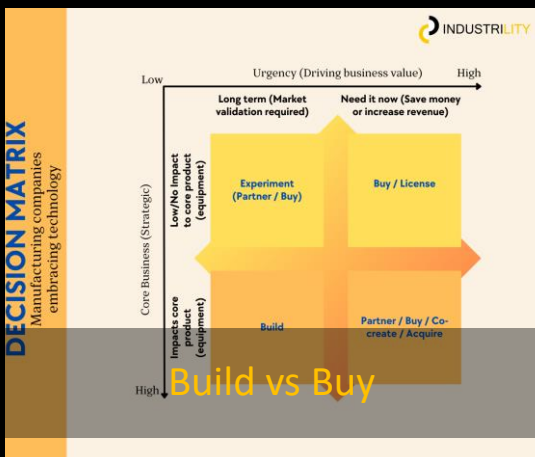 INDUSTRILITY
DECISION MATRIX
Manufacturing companies
embracing technology
Urgency (Driving business value)
Low
High
Long term (Market
validation required)
Need it now (Save money
or increase revenue)
Core Business (Strategic)
Low/No Impact
to core product
(equipment)
Experiment
(Partner / Buy)
Buy / License
Impacts core
product
(equipment)
Build
Partner / Buy / Co-
create / Acquire
High
Build vs Buy